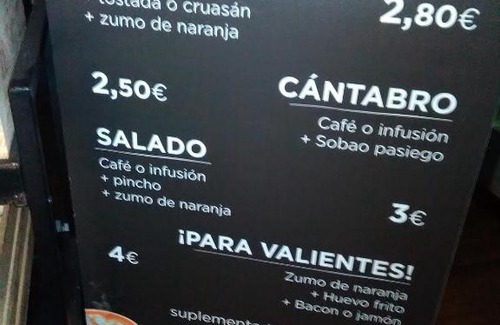 tostada o cruasán
+ zumo de naranja
2,80€
2,50€
CÁNTABRO
Café o infusión
+ Sobao pasiego
SALADO
Café o infusión
+ pincho
+ zumo de naranja
3€
4€
¡PARA VALIENTES!
Zumo de naranja
+ Huevo frito
+ Bacon o jamón
suplemento